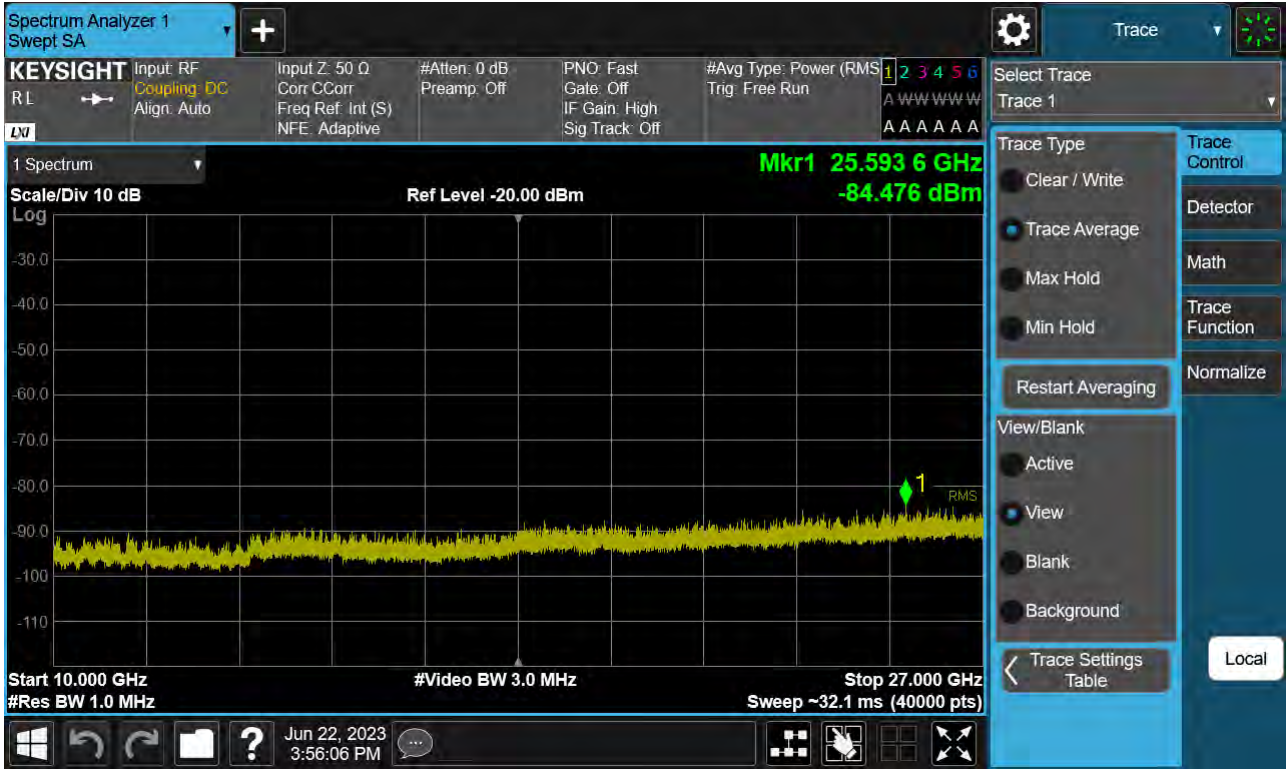 Spectrum Analyzer 1
Swept SA
+
Trace
KEYSIGHT
R L
LXI
Input: RF
Coupling: DC
Align: Auto
Input Z: 50 Ω
Corr CCorr
Freq Ref: Int (S)
NFE: Adaptive
#Atten: 0 dB
Preamp: Off
PNO: Fast
Gate: Off
IF Gain: High
Sig Track: Off
#Avg Type: Power (RMS
Trig: Free Run
1 2 3 4 5 6
A W W W W W
A A A A A A
Select Trace
Trace 1
1 Spectrum
Scale/Div 10 dB
Ref Level -20.00 dBm
Mkr1 25.593 6 GHz
-84.476 dBm
Log
-30.0
-40.0
-50.0
-60.0
-70.0
-80.0
-90.0
-100
-110
1
RMS
Start 10.000 GHz
#Video BW 3.0 MHz
Stop 27.000 GHz
#Res BW 1.0 MHz
Sweep ~32.1 ms (40000 pts)
Trace Type
Clear / Write
Trace Average
Max Hold
Min Hold
Restart Averaging
View/Blank
Active
View
Blank
Background
Trace Settings
Table
Trace
Control
Detector
Math
Trace
Function
Normalize
Local
?
Jun 22, 2023
3:56:06 PM